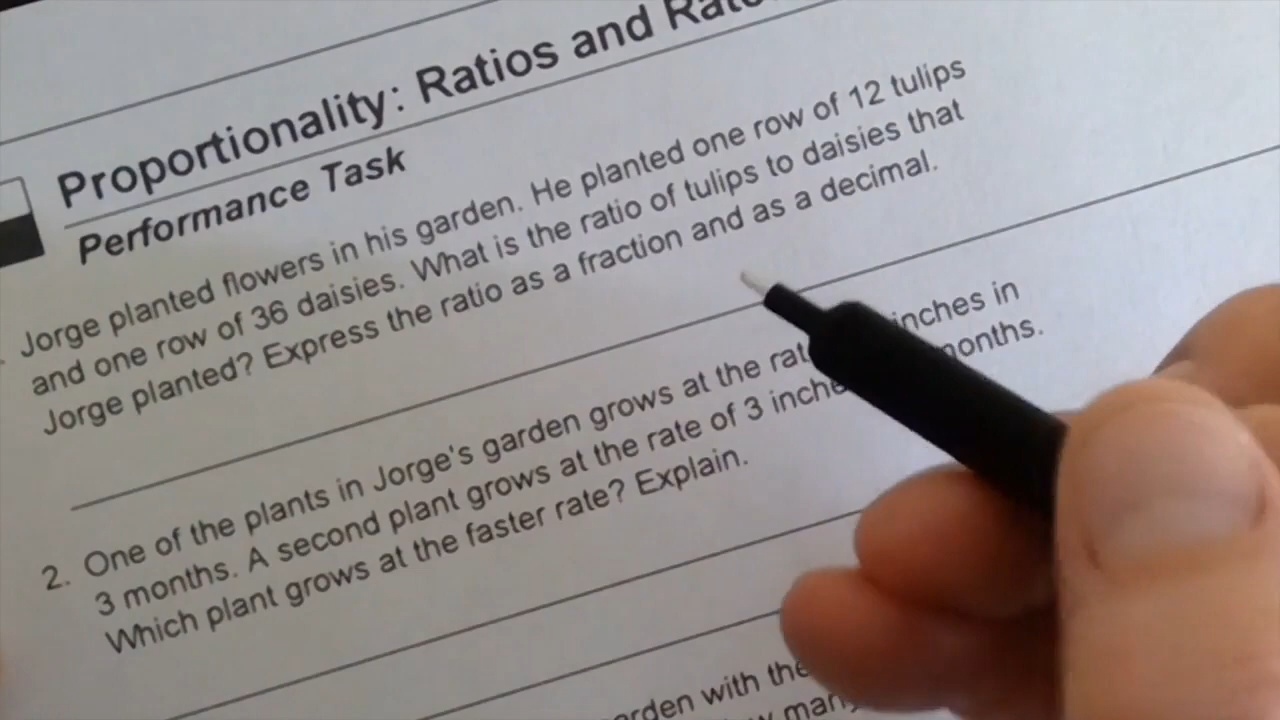 Proportionality: Ratios and
Performance Task
Jorge planted flowers in his garden. He planted one row of 12 tulips
and one row of 36 daisies. What is the ratio of tulips to daisies that
Jorge planted? Express the ratio as a fraction and as a decimal.
2. One of the plants in Jorge's garden grows at the inches in
3 months. A second plant grows at the rate of 3 months.
Which plant grows at the faster rate? Explain.
with the